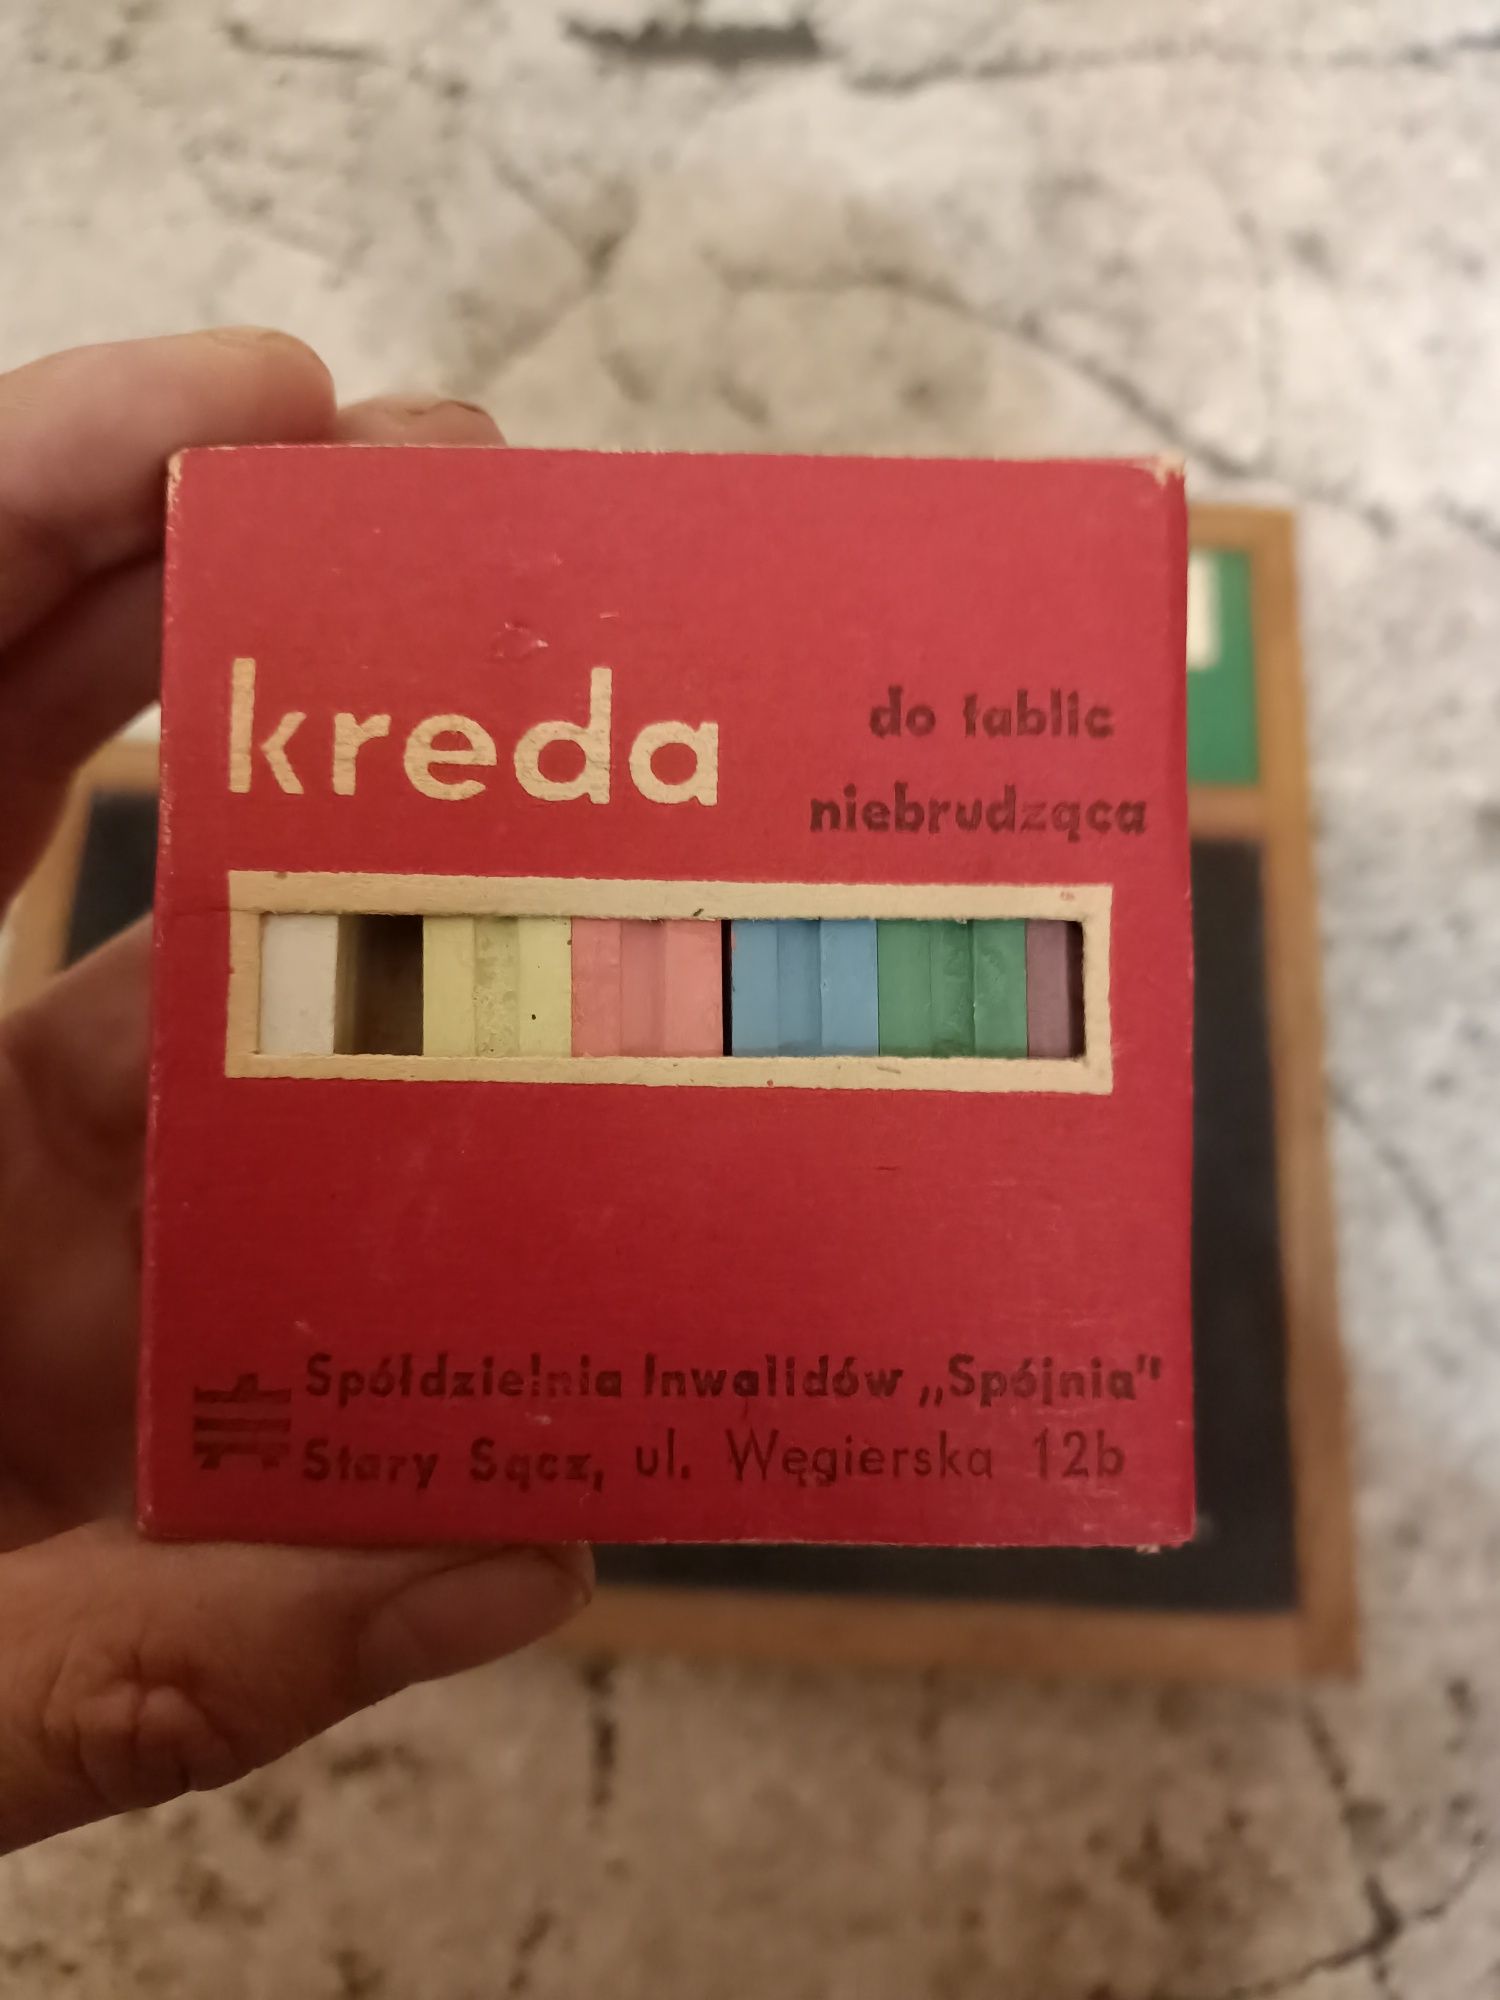 kreda
do tablic
niebrudząca
Spółdzielnia Inwalidów „Spójnia"
Stary Sącz, ul. Węgierska 12b